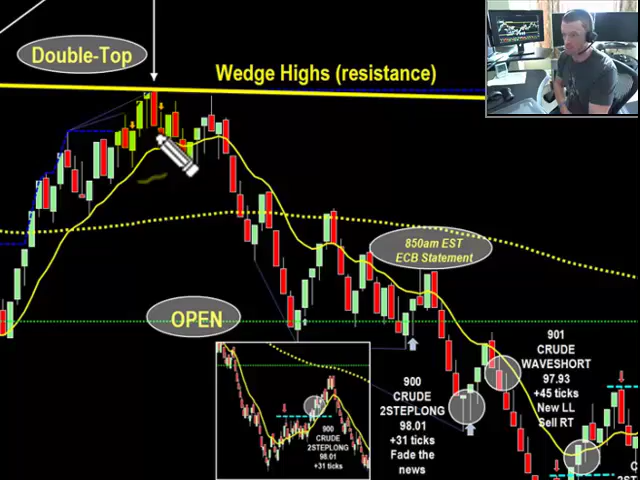 Double-Top
Wedge Highs (resistance)
850am EST
ECB Statement
OPEN
901
CRUDE
WAVESHORT
97.93
+45 ticks
New LL
Sell RT
900
CRUDE
2STEPLONG
98.01
+31 ticks
Fade the
news
900
CRUDE
2STEPLONG
98.01
+31 ticks